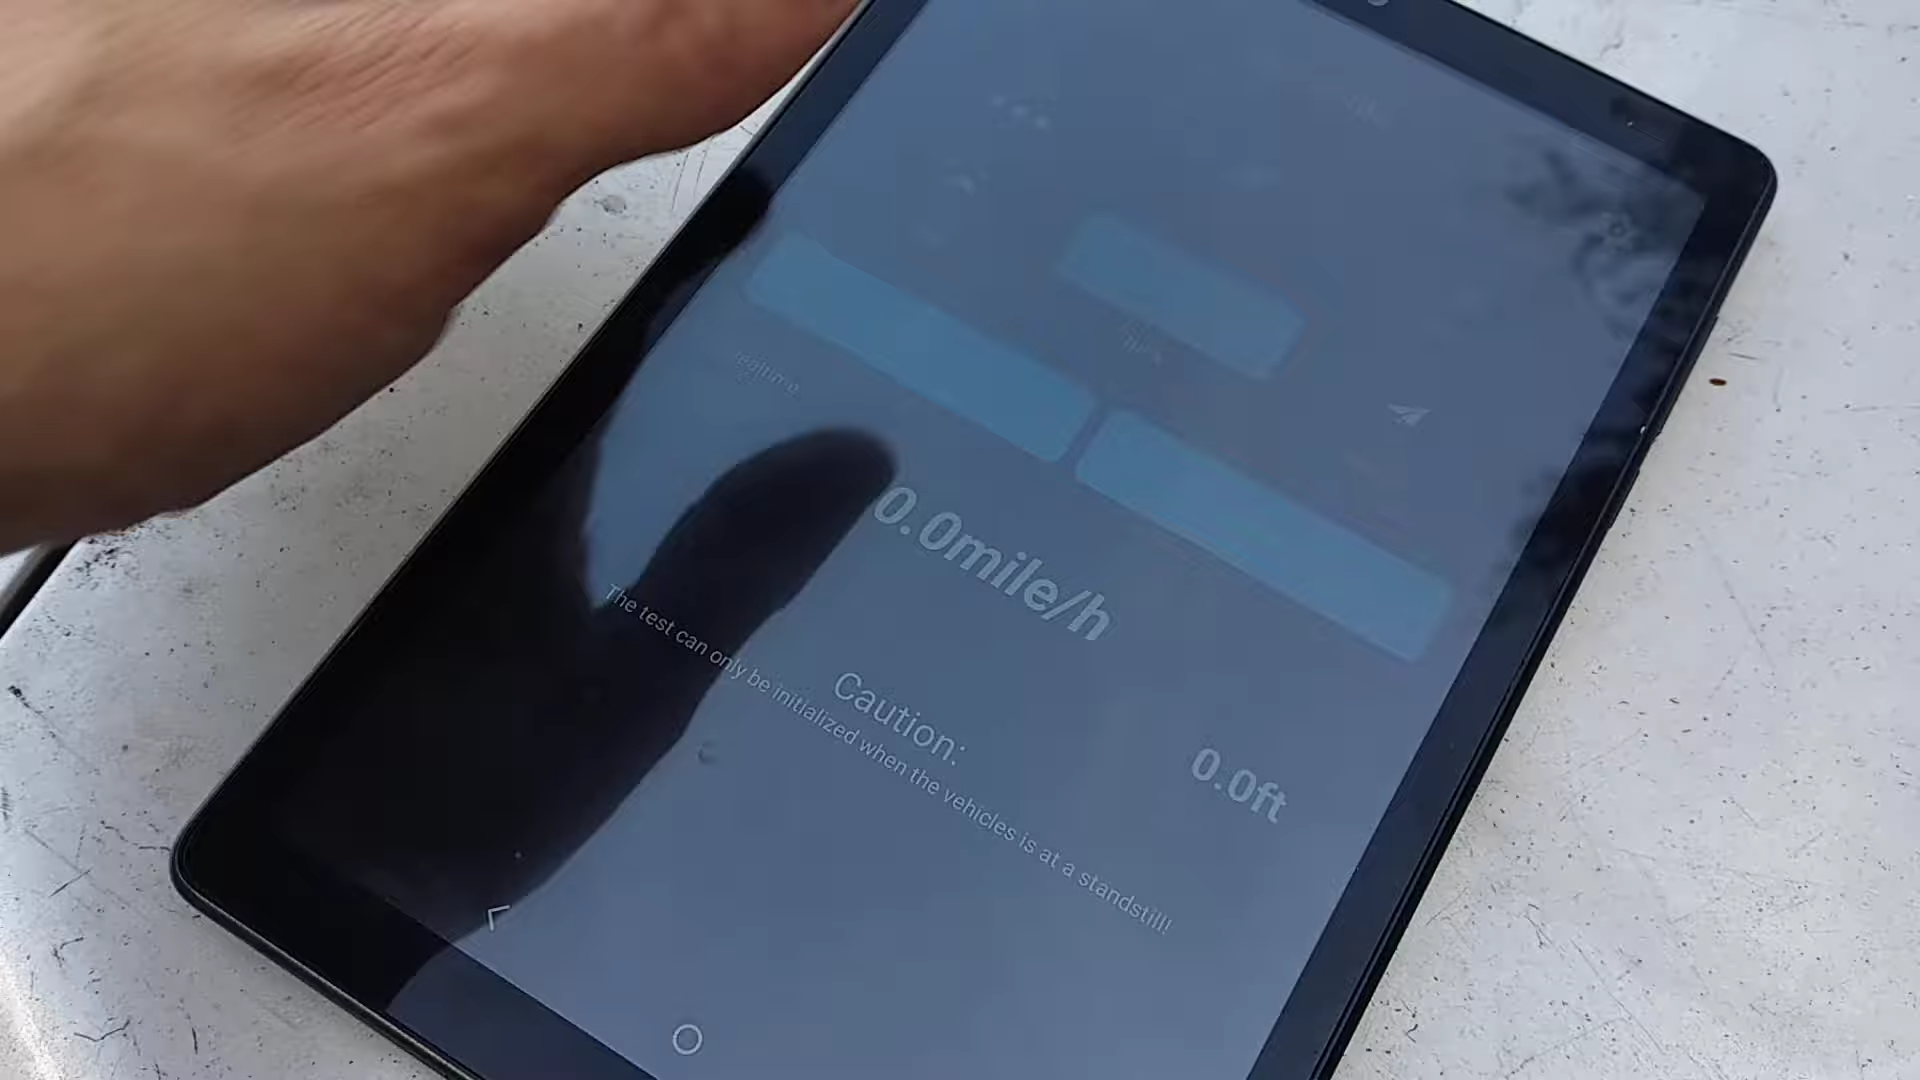 0.0mile/h
Caution:
The test can only be initialized when the vehicles is at a standstill!
0.0ft